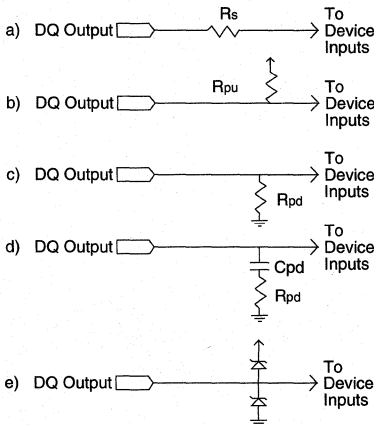 Rs
a) DQ Output
To
Device
Inputs
Rpu
b) DQ Output
To
Device
Inputs
c) DQ Output
To
Device
Inputs
Rpd
d) DQ Output
To
Device
Inputs
Cpd
Rpd
e) DQ Output
To
Device
Inputs